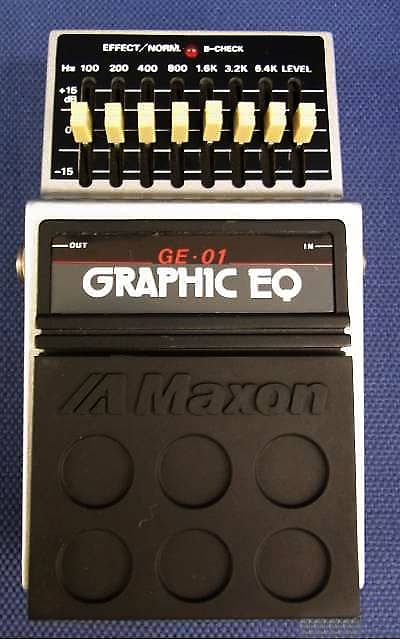 EFFECT/NORM. B-CHECK
Hz 100 200 400 800 1.6K 3.2K 6.4K LEVEL
+15
dB
0
-15
OUT IN
GE·01
GRAPHIC EQ
Maxon